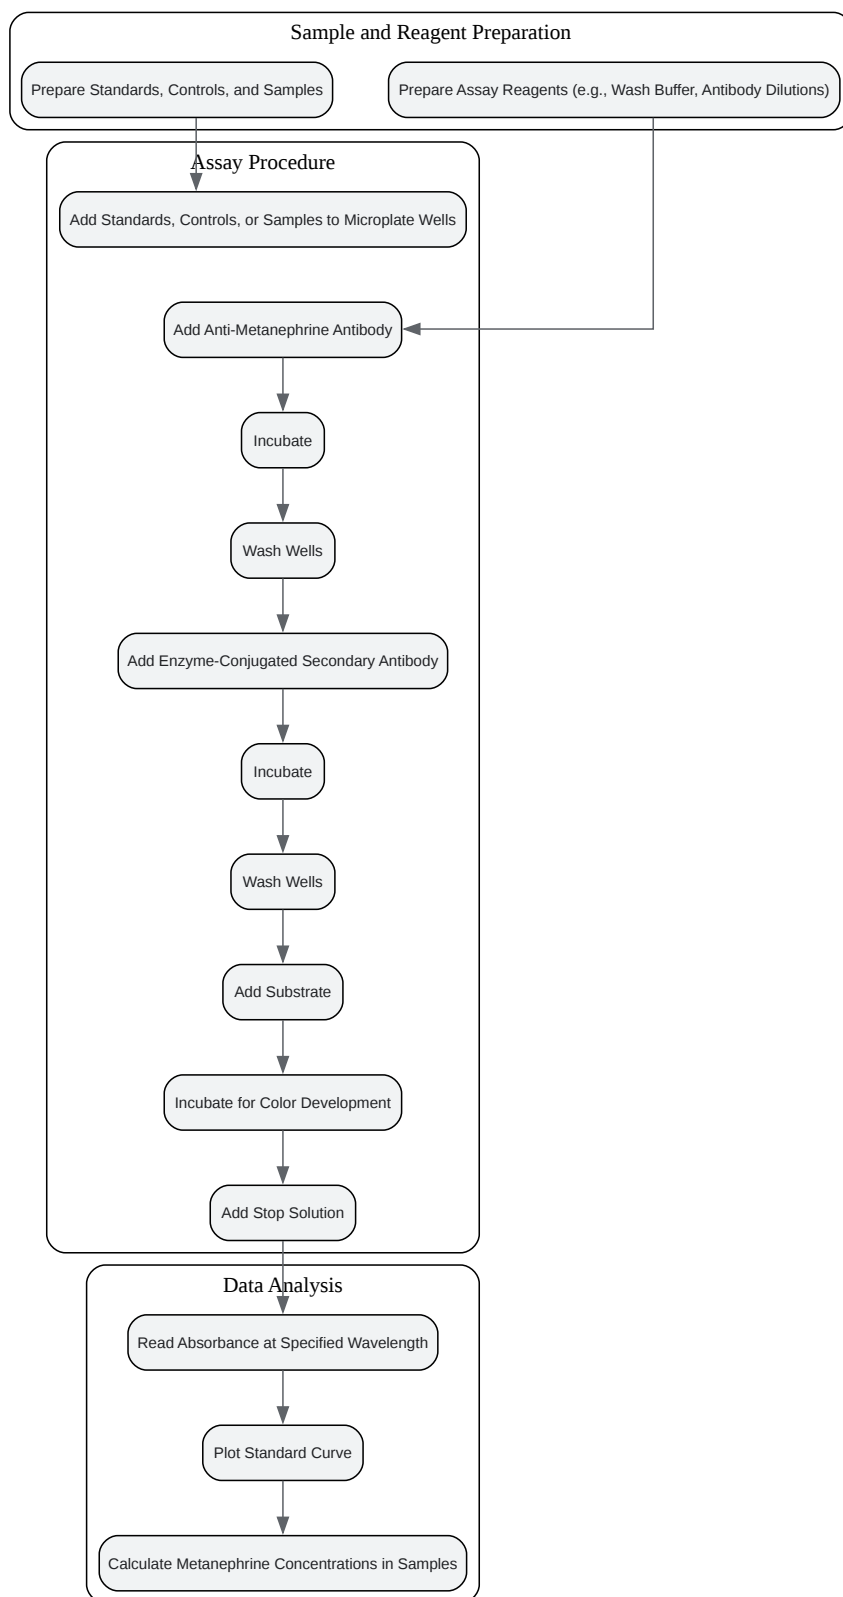 Sample and Reagent Preparation
Prepare Standards, Controls, and Samples
Prepare Assay Reagents (e.g., Wash Buffer, Antibody Dilutions)
Assay Procedure
Add Standards, Controls, or Samples to Microplate Wells
Add Anti-Metanephrine Antibody
Incubate
Wash Wells
Add Enzyme-Conjugated Secondary Antibody
Incubate
Wash Wells
Add Substrate
Incubate for Color Development
Add Stop Solution
Data Analysis
Read Absorbance at Specified Wavelength
Plot Standard Curve
Calculate Metanephrine Concentrations in Samples